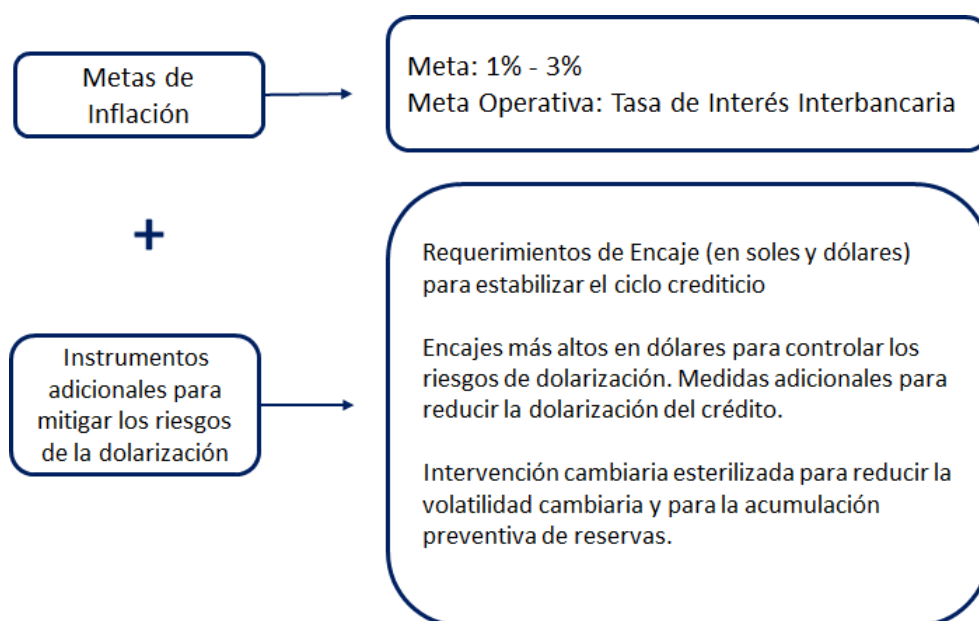 Metas de
Inflación
Meta: 1% - 3%
Meta Operativa: Tasa de Interés Interbancaria
+
Instrumentos
adicionales para
mitigar los riesgos
de la dolarización
Requerimientos de Encaje (en soles y dólares)
para estabilizar el ciclo crediticio
Encajes más altos en dólares para controlar los
riesgos de dolarización. Medidas adicionales para
reducir la dolarización del crédito.
Intervención cambiaria esterilizada para reducir la
volatilidad cambiaria y para la acumulación
preventiva de reservas.